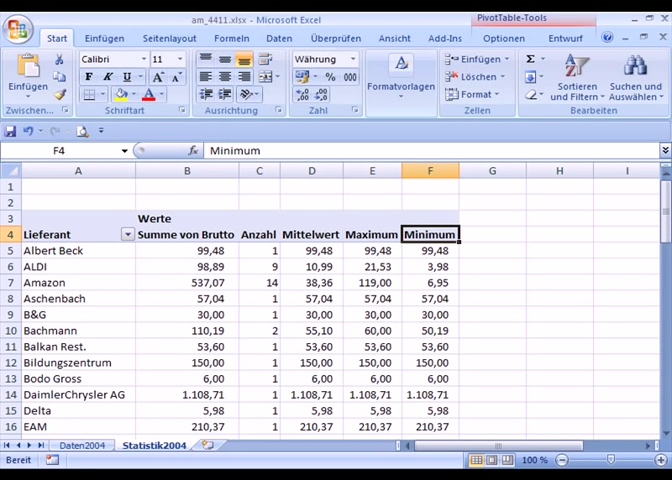 am_4411.xlsx - Microsoft Excel
PivotTable-Tools
Start Einfügen Seitenlayout Formeln Daten Überprüfen Ansicht Add-Ins Optionen Entwurf
Calibri 11 Währung Einfügen Σ
Einfügen F K U A A % 000 Formatvorlagen Löschen Sortieren und Filtern Suchen und Auswählen
Format
Zwischen... Schriftart Ausrichtung Zahl Zellen Bearbeiten
F4 fx Minimum
A B C D E F G H I
1
2
3 Werte
4 Lieferant Summe von Brutto Anzahl Mittelwert Maximum Minimum
5 Albert Beck 99,48 1 99,48 99,48 99,48
6 ALDI 98,89 9 10,99 21,53 3,98
7 Amazon 537,07 14 38,36 119,00 6,95
8 Aschenbach 57,04 1 57,04 57,04 57,04
9 B&G 30,00 1 30,00 30,00 30,00
10 Bachmann 110,19 2 55,10 60,00 50,19
11 Balkan Rest. 53,60 1 53,60 53,60 53,60
12 Bildungszentrum 150,00 1 150,00 150,00 150,00
13 Bodo Gross 6,00 1 6,00 6,00 6,00
14 DaimlerChrysler AG 1.108,71 1 1.108,71 1.108,71 1.108,71
15 Delta 5,98 1 5,98 5,98 5,98
16 EAM 210,37 1 210,37 210,37 210,37
Daten2004 Statistik2004
Bereit 100 %